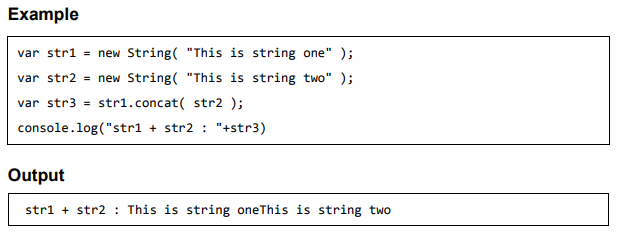 Example
var str1 = new String( "This is string one" );
var str2 = new String( "This is string two" );
var str3 = str1.concat( str2 );
console.log("str1 + str2 : "+str3)
Output
str1 + str2 : This is string oneThis is string two